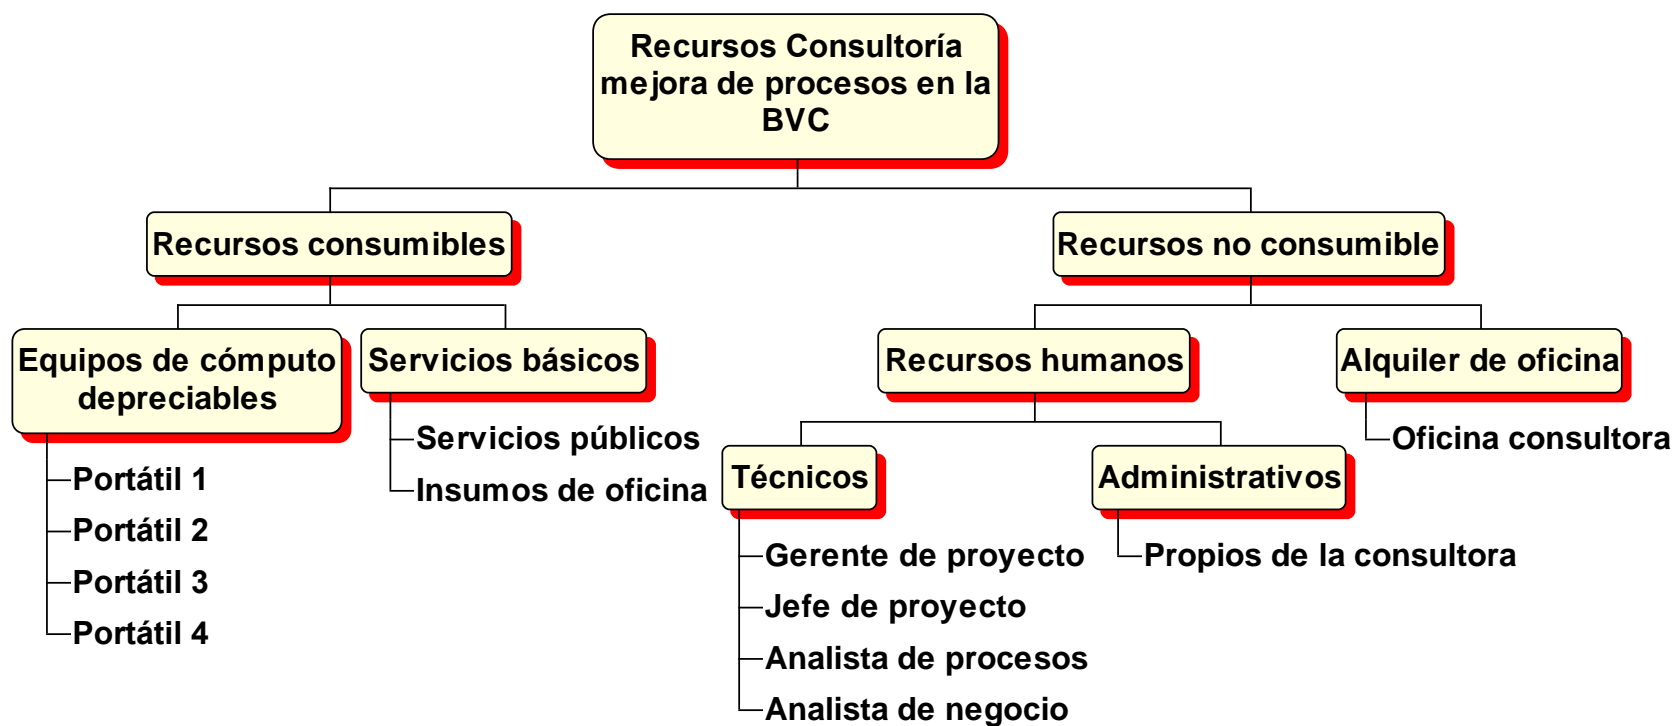 Recursos Consultoría
mejora de procesos en la
BVC
Recursos consumibles
Recursos no consumible
Equipos de cómputo
depreciables
Servicios básicos
Recursos humanos
Alquiler de oficina
Servicios públicos
Insumos de oficina
Oficina consultora
Portátil 1
Portátil 2
Portátil 3
Portátil 4
Técnicos
Administrativos
Gerente de proyecto
Jefe de proyecto
Analista de procesos
Analista de negocio
Propios de la consultora